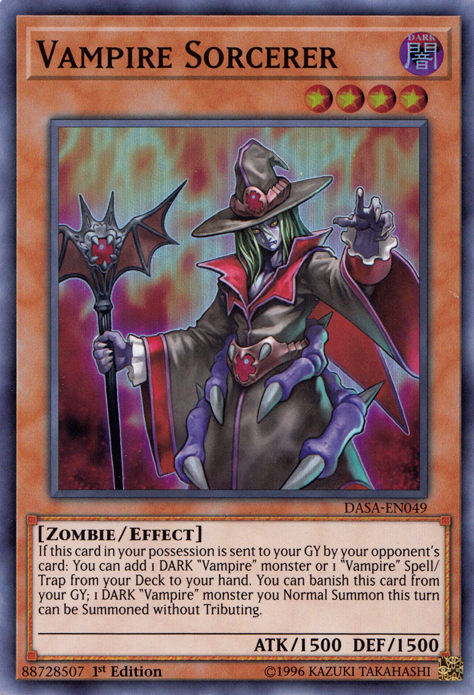 VAMPIRE SORCERER
DARK
闇
DASA-EN049
[ZOMBIE/EFFECT]
If this card in your possession is sent to your GY by your opponent's
card: You can add 1 DARK "Vampire" monster or 1 "Vampire" Spell/
Trap from your Deck to your hand. You can banish this card from
your GY; 1 DARK "Vampire" monster you Normal Summon this turn
can be Summoned without Tributing.
ATK/1500 DEF/1500
88728507 1st Edition ©1996 KAZUKI TAKAHASHI